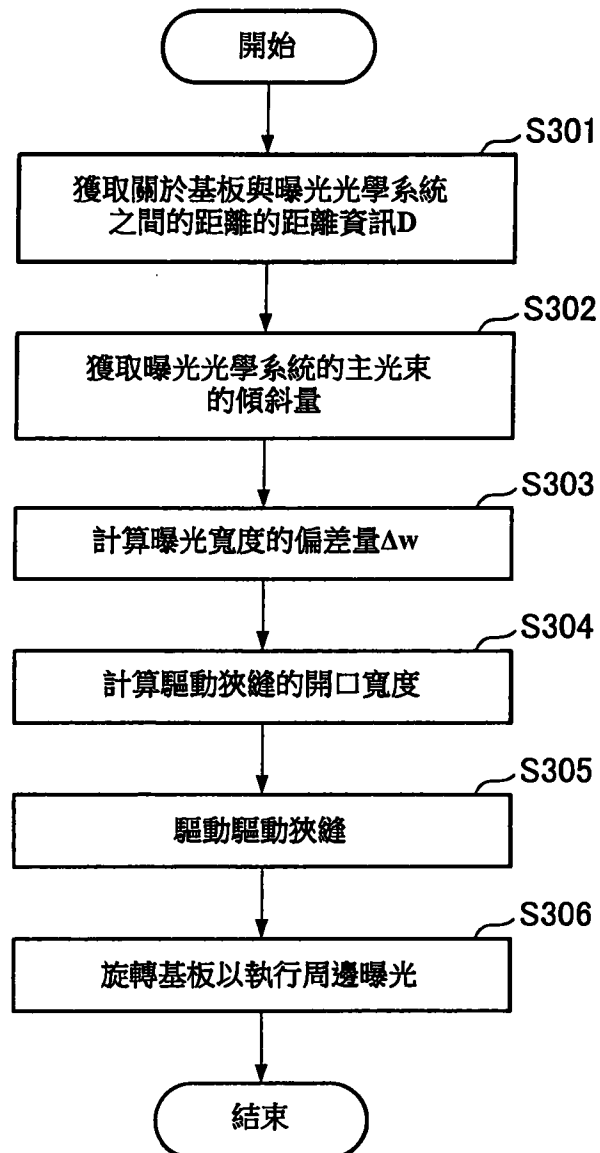 開始
S301
獲取關於基板與曝光光學系統
之間的距離的距離資訊D
S302
獲取曝光光學系統的主光束
的傾斜量
S303
計算曝光寬度的偏差量Δw
S304
計算驅動狹縫的開口寬度
S305
驅動驅動狹縫
S306
旋轉基板以執行周邊曝光
結束